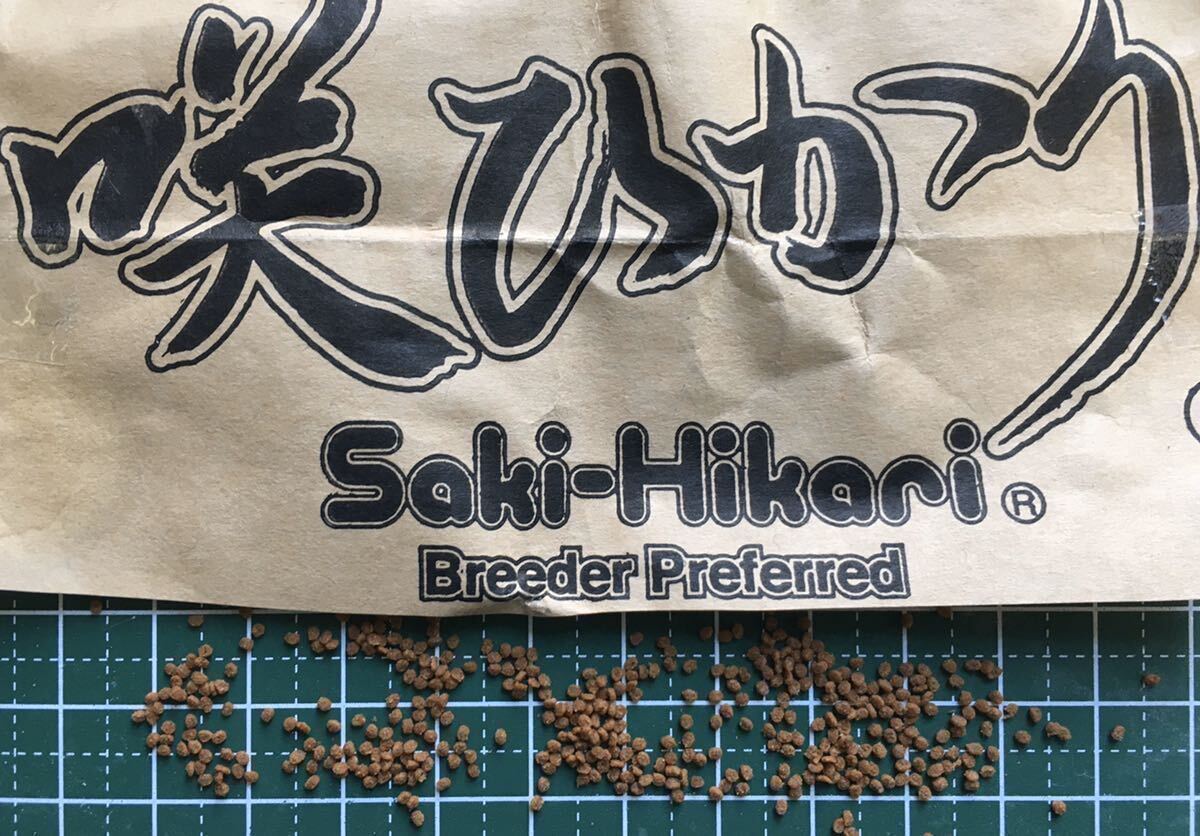 咲ひかり
Saki-Hikari®
Breeder Preferred